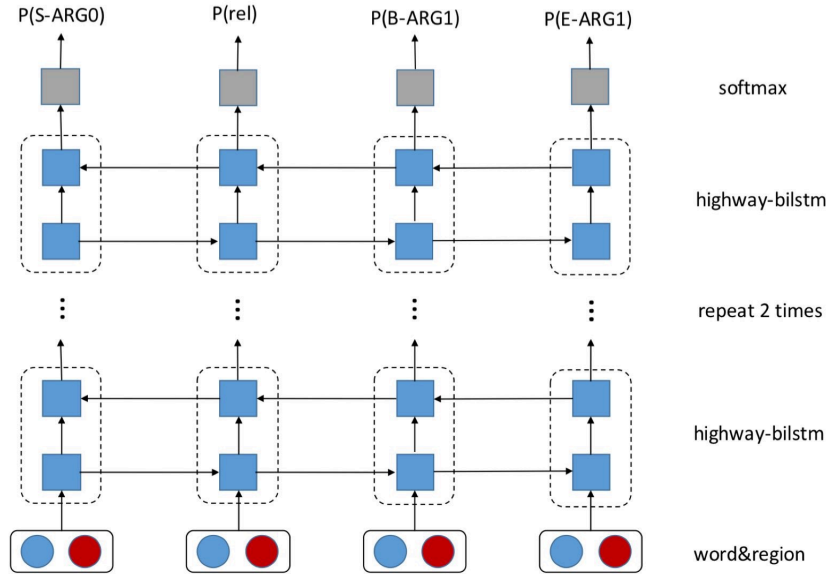 P(S-ARG0) P(rel) P(B-ARG1) P(E-ARG1)
softmax
highway-bilstm
repeat 2 times
highway-bilstm
word&region